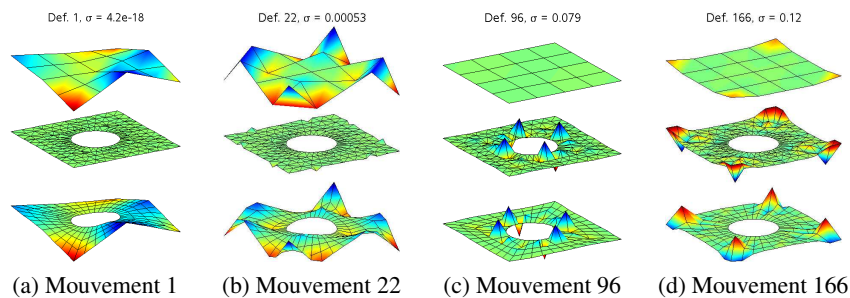 Def. 1, σ = 4.2e-18
Def. 22, σ = 0.00053
Def. 96, σ = 0.079
Def. 166, σ = 0.12
(a) Mouvement 1
(b) Mouvement 22
(c) Mouvement 96
(d) Mouvement 166